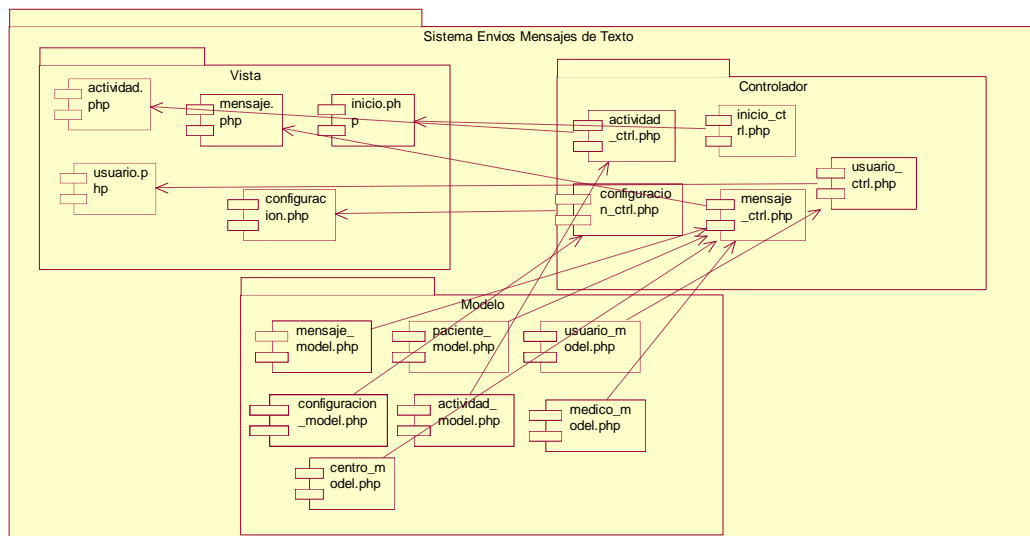 Sistema Envios Mensajes de Texto
Vista
actividad.
php
mensaje.
php
inicio.ph
p
usuario.p
hp
configurac
ion.php
Controlador
actividad
_ctrl.php
inicio_ct
rl.php
usuario_
ctrl.php
configuracio
n_ctrl.php
mensaje
_ctrl.php
Modelo
mensaje_
model.php
paciente_
model.php
usuario_m
odel.php
configuracion
_model.php
actividad_
model.php
medico_m
odel.php
centro_m
odel.php